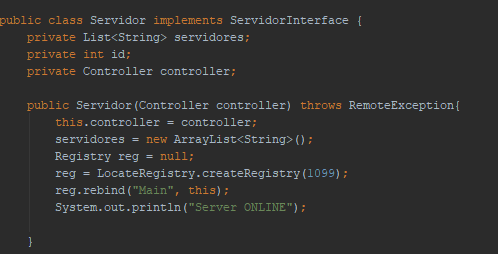 public class Servidor implements ServidorInterface {
    private List<String> servidores;
    private int id;
    private Controller controller;

    public Servidor(Controller controller) throws RemoteException{
        this.controller = controller;
        servidores = new ArrayList<String>();
        Registry reg = null;
        reg = LocateRegistry.createRegistry(1099);
        reg.rebind("Main", this);
        System.out.println("Server ONLINE");

    }